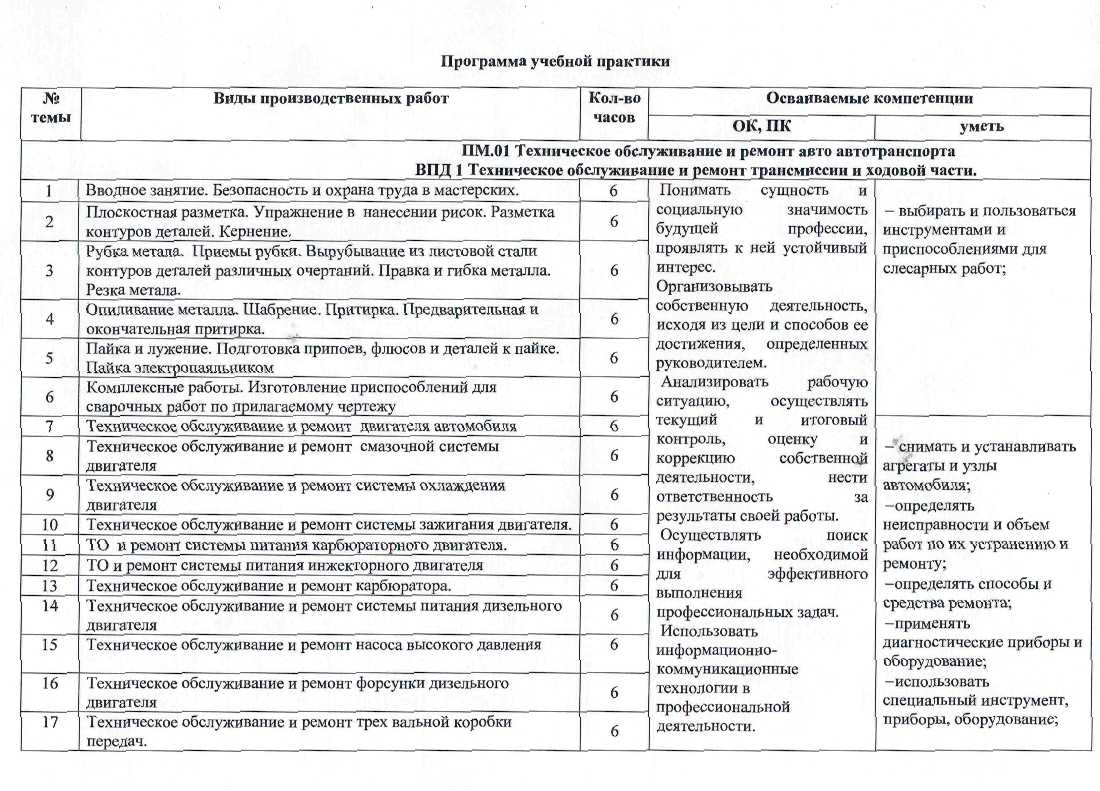 Программа учебной практики
№
темы
Виды производственных работ
Кол-во
часов
Осваиваемые компетенции
ОК, ПК
уметь
ПМ.01 Техническое обслуживание и ремонт авто автотранспорта
ВПД 1 Техническое обслуживание и ремонт трансмиссии и ходовой части.
1
Вводное занятие. Безопасность и охрана труда в мастерских.
6
2
Плоскостная разметка. Упражнение в нанесении рисок. Разметка
контуров деталей. Кернение.
6
3
Рубка метала. Приемы рубки. Вырубывание из листовой стали
контуров деталей различных очертаний. Правка и гибка металла.
Резка метала.
6
4
Опиливание металла. Шабрение. Притирка. Предварительная и
окончательная притирка.
6
5
Пайка и лужение. Подготовка припоев, флюсов и деталей к пайке.
Пайка электропаяльником
6
6
Комплексные работы. Изготовление приспособлений для
сварочных работ по прилагаемому чертежу
6
7
Техническое обслуживание и ремонт двигателя автомобиля
6
8
Техническое обслуживание и ремонт смазочной системы
двигателя
6
9
Техническое обслуживание и ремонт системы охлаждения
двигателя
6
10
Техническое обслуживание и ремонт системы зажигания двигателя.
6
11
ТО и ремонт системы питания карбюраторного двигателя.
6
12
ТО и ремонт системы питания инжекторного двигателя
6
13
Техническое обслуживание и ремонт карбюратора.
6
14
Техническое обслуживание и ремонт системы питания дизельного
двигателя
6
15
Техническое обслуживание и ремонт насоса высокого давления
6
16
Техническое обслуживание и ремонт форсунки дизельного
двигателя
6
17
Техническое обслуживание и ремонт трех вальной коробки
передач.
6
Понимать сущность и
социальную значимость
будущей профессии,
проявлять к ней устойчивый
интерес.
Организовывать
собственную деятельность,
исходя из цели и способов ее
достижения, определенных
руководителем.
Анализировать рабочую
ситуацию, осуществлять
текущий и итоговый
контроль, оценку и
коррекцию собственной
деятельности, нести
ответственность за
результаты своей работы.
Осуществлять поиск
информации, необходимой
для эффективного
выполнения
профессиональных задач.
Использовать
информационно-
коммуникационные
технологии в
профессиональной
деятельности.
– выбирать и пользоваться
инструментами и
приспособлениями для
слесарных работ;
– снимать и устанавливать
агрегаты и узлы
автомобиля;
–определять
неисправности и объем
работ по их устранению и
ремонту;
–определять способы и
средства ремонта;
–применять
диагностические приборы и
оборудование;
–использовать
специальный инструмент,
приборы, оборудование;